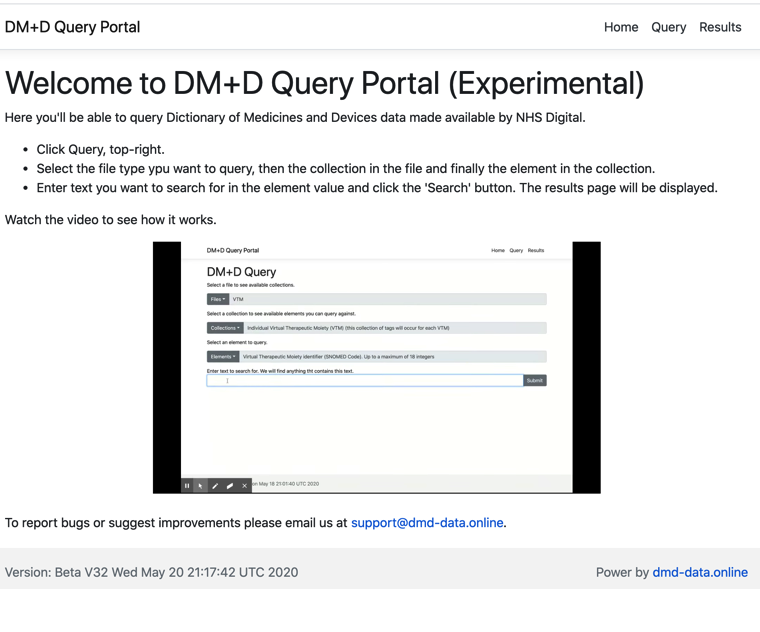 DM+D Query Portal
Home Query Results
Welcome to DM+D Query Portal (Experimental)
Here you'll be able to query Dictionary of Medicines and Devices data made available by NHS Digital.
• Click Query, top-right.
• Select the file type ypu want to query, then the collection in the file and finally the element in the collection.
• Enter text you want to search for in the element value and click the 'Search' button. The results page will be displayed.
Watch the video to see how it works.
DM+D Query Portal
Home Query Results
DM+D Query
Select a file to see available collections.
Files VTM
Select a collection to see available elements you can query against.
Collections Individual Virtual Therapeutic Moiety (VTM) (this collection of tags will occur for each VTM)
Select an element to query.
Elements Virtual Therapeutic Moiety identifier (SNOMED Code). Up to a maximum of 18 integers
Enter text to search for. We will find anything tht contains this text.
Submit
on May 18 21:01:40 UTC 2020
To report bugs or suggest improvements please email us at support@dmd-data.online.
Version: Beta V32 Wed May 20 21:17:42 UTC 2020
Power by dmd-data.online